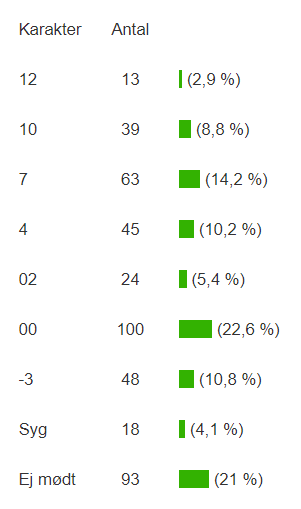 Karakter Antal
12 13 (2,9 %)
10 39 (8,8 %)
7 63 (14,2 %)
4 45 (10,2 %)
02 24 (5,4 %)
00 100 (22,6 %)
-3 48 (10,8 %)
Syg 18 (4,1 %)
Ej mødt 93 (21 %)